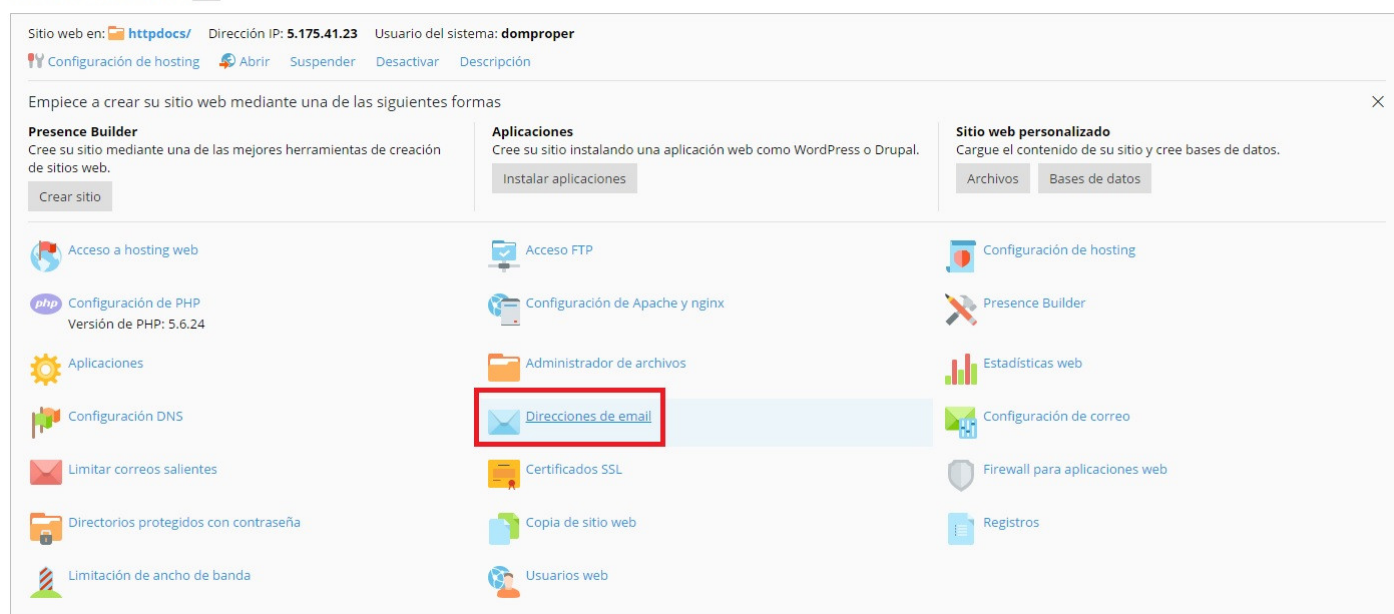 Sitio web en: httpdocs/ Dirección IP: 5.175.41.23 Usuario del sistema: domproper
Configuración de hosting Abrir Suspender Desactivar Descripción
Empiece a crear su sitio web mediante una de las siguientes formas
Presence Builder
Cree su sitio mediante una de las mejores herramientas de creación
de sitios web.
Crear sitio
Aplicaciones
Cree su sitio instalando una aplicación web como WordPress o Drupal.
Instalar aplicaciones
Sitio web personalizado
Cargue el contenido de su sitio y cree bases de datos.
Archivos Bases de datos
Acceso a hosting web
Acceso FTP
Configuración de hosting
php
Configuración de PHP
Versión de PHP: 5.6.24
Configuración de Apache y nginx
Presence Builder
Aplicaciones
Administrador de archivos
Estadísticas web
Configuración DNS
Direcciones de email
Configuración de correo
Limitar correos salientes
Certificados SSL
Firewall para aplicaciones web
Directorios protegidos con contraseña
Copia de sitio web
Registros
Limitación de ancho de banda
Usuarios web